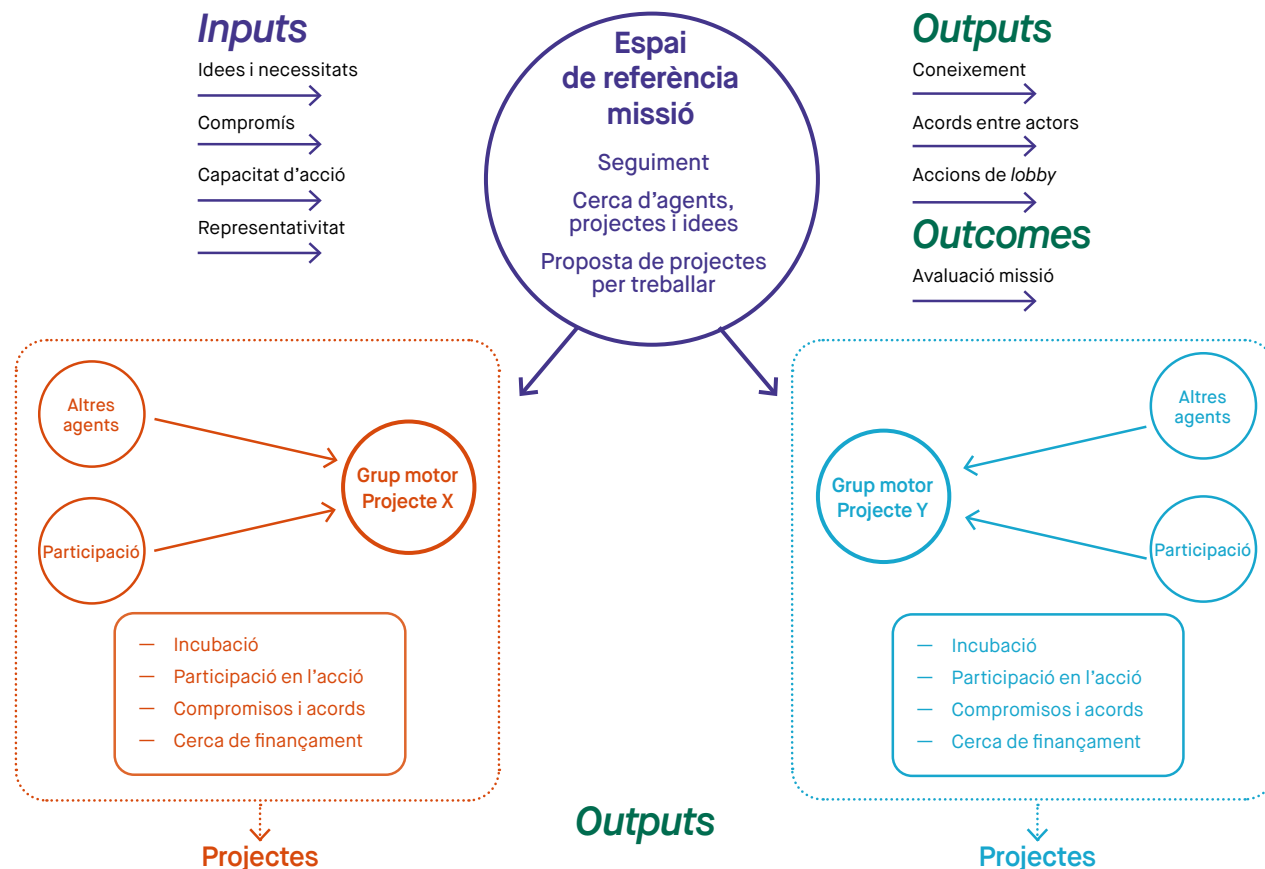 Inputs
Idees i necessitats
Compromís
Capacitat d’acció
Representativitat
Espai
de referència
missió
Seguiment
Cerca d’agents,
projectes i idees
Proposta de projectes
per treballar
Outputs
Coneixement
Acords entre actors
Accions de lobby
Outcomes
Avaluació missió
Altres
agents
Participació
Grup motor
Projecte X
— Incubació
— Participació en l’acció
— Compromisos i acords
— Cerca de finançament
Projectes
Outputs
Grup motor
Projecte Y
Altres
agents
Participació
— Incubació
— Participació en l’acció
— Compromisos i acords
— Cerca de finançament
Projectes